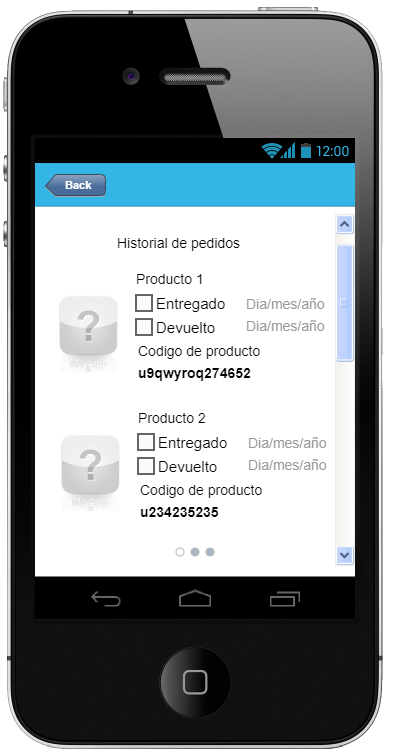 12:00
Back
Historial de pedidos
Producto 1
Entregado Dia/mes/año
Devuelto Dia/mes/año
Codigo de producto
u9qwyroq274652
Producto 2
Entregado Dia/mes/año
Devuelto Dia/mes/año
Codigo de producto
u234235235